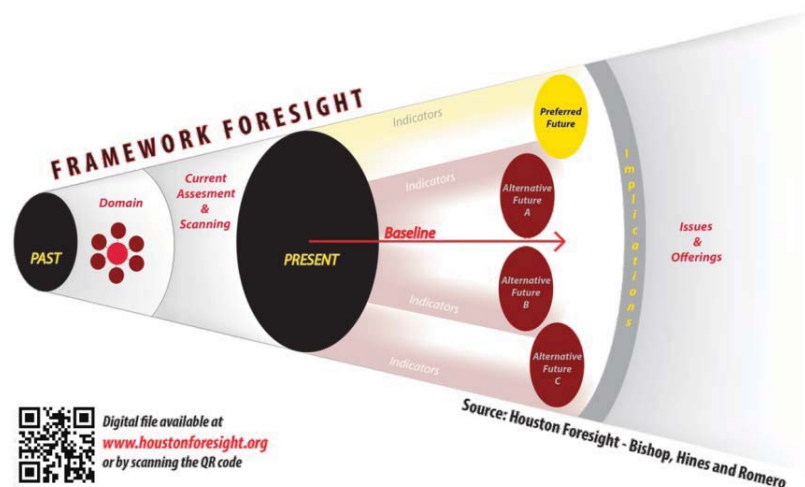 FRAMEWORK FORESIGHT
PAST
Domain
Current
Assesment
&
Scanning
PRESENT
Baseline
Indicators
Indicators
Indicators
Indicators
Preferred
Future
Alternative
Future
A
Alternative
Future
B
Alternative
Future
C
Implications
Issues
&
Offerings
Digital file available at
www.houstonforesight.org
or by scanning the QR code
Source: Houston Foresight - Bishop, Hines and Romero